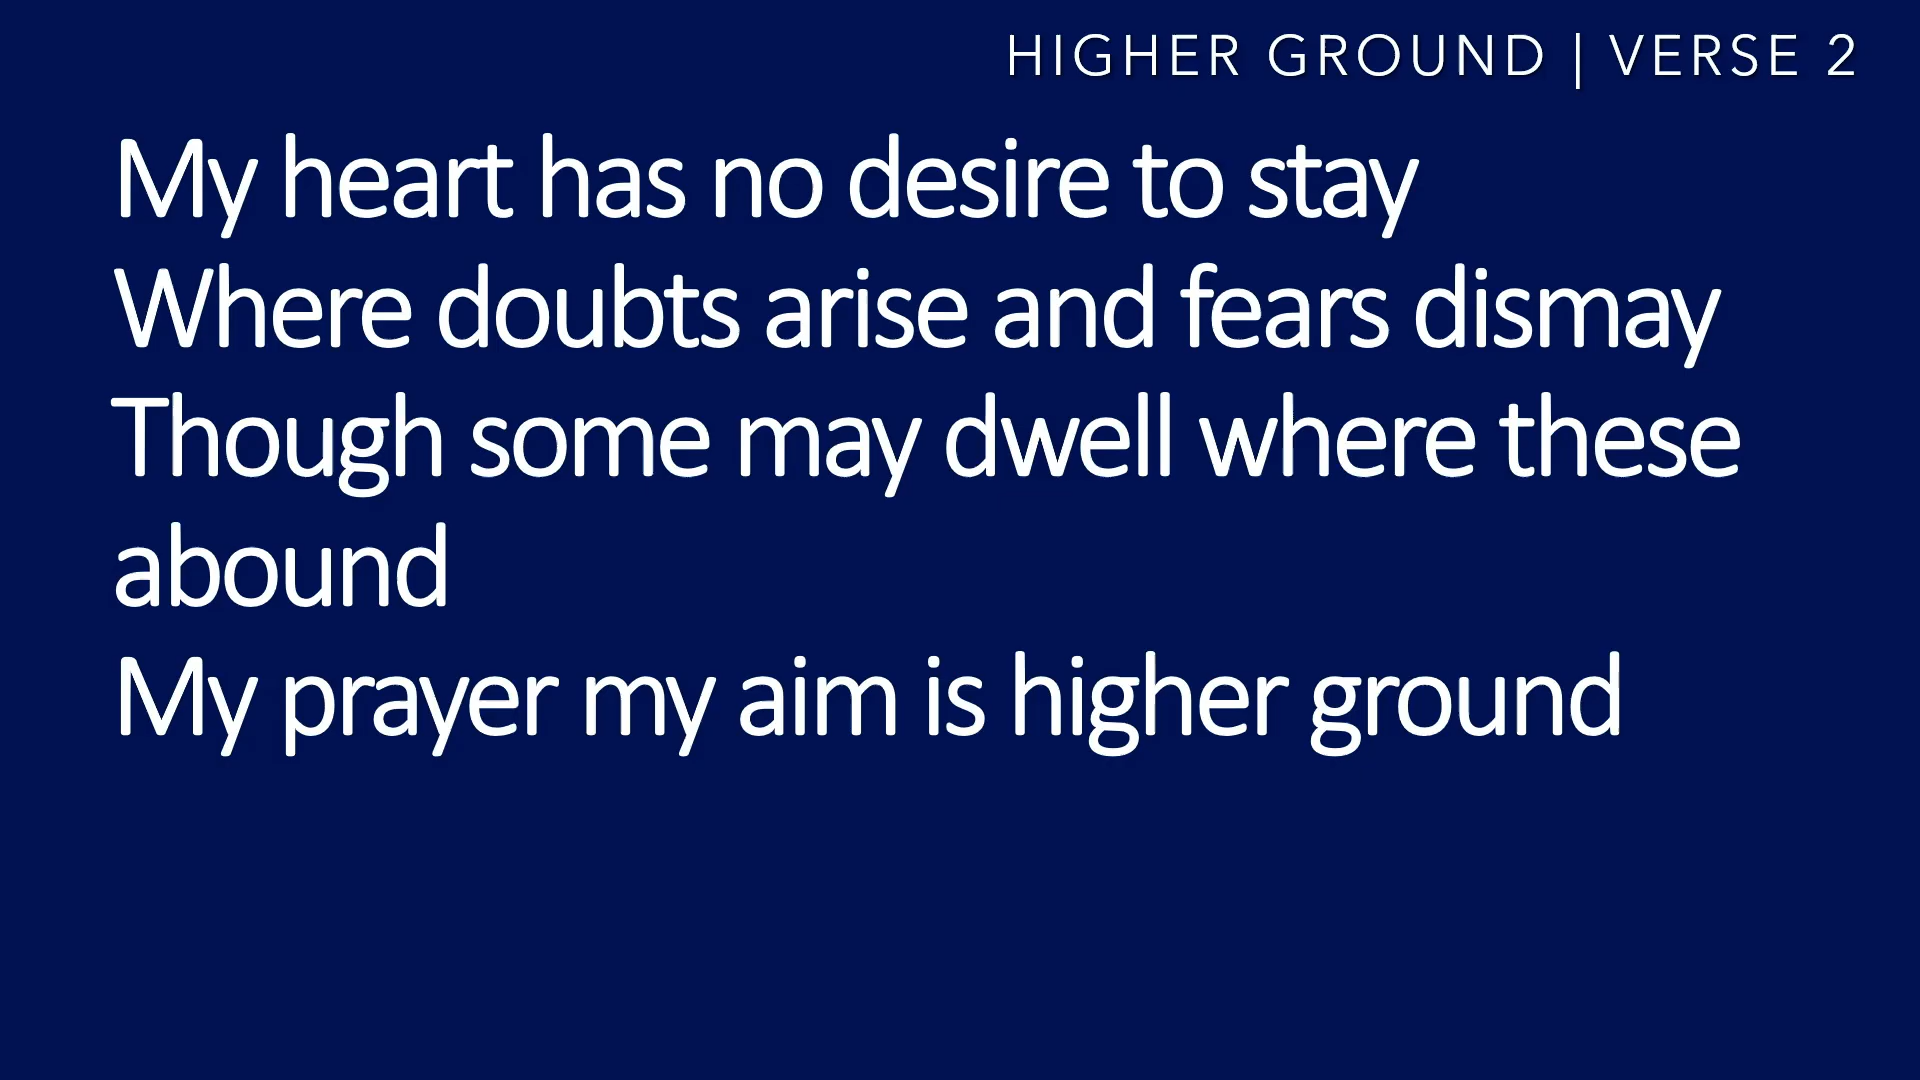 HIGHER GROUND | VERSE 2
My heart has no desire to stay
Where doubts arise and fears dismay
Though some may dwell where these
abound
My prayer my aim is higher ground